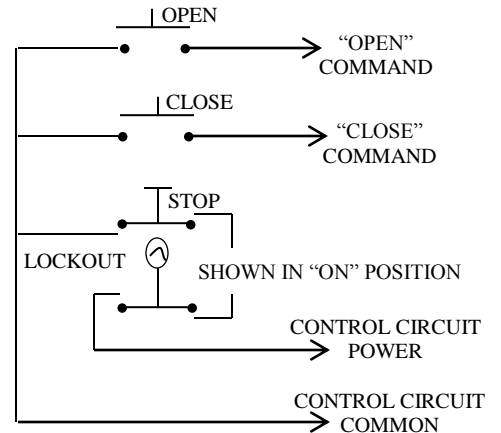 OPEN
“OPEN”
COMMAND
CLOSE
“CLOSE”
COMMAND
STOP
LOCKOUT
SHOWN IN “ON” POSITION
CONTROL CIRCUIT
POWER
CONTROL CIRCUIT
COMMON